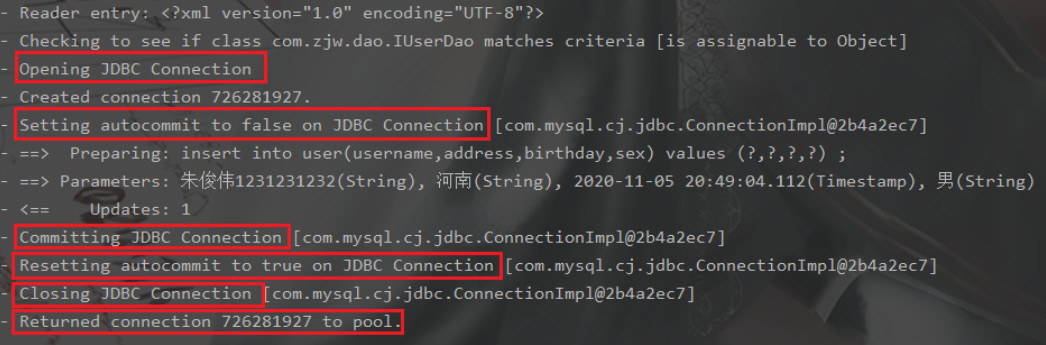 - Reader entry: <?xml version="1.0" encoding="UTF-8"?>
- Checking to see if class com.zjw.dao.IUserDao matches criteria [is assignable to Object]
- Opening JDBC Connection
- Created connection 726281927.
- Setting autocommit to false on JDBC Connection [com.mysql.cj.jdbc.ConnectionImpl@2b4a2ec7]
- ==>  Preparing: insert into user(username,address,birthday,sex) values (?,?,?,?) ;
- ==> Parameters: 朱俊伟1231231232(String), 河南(String), 2020-11-05 20:49:04.112(Timestamp), 男(String)
- <==    Updates: 1
- Committing JDBC Connection [com.mysql.cj.jdbc.ConnectionImpl@2b4a2ec7]
- Resetting autocommit to true on JDBC Connection [com.mysql.cj.jdbc.ConnectionImpl@2b4a2ec7]
- Closing JDBC Connection [com.mysql.cj.jdbc.ConnectionImpl@2b4a2ec7]
- Returned connection 726281927 to pool.